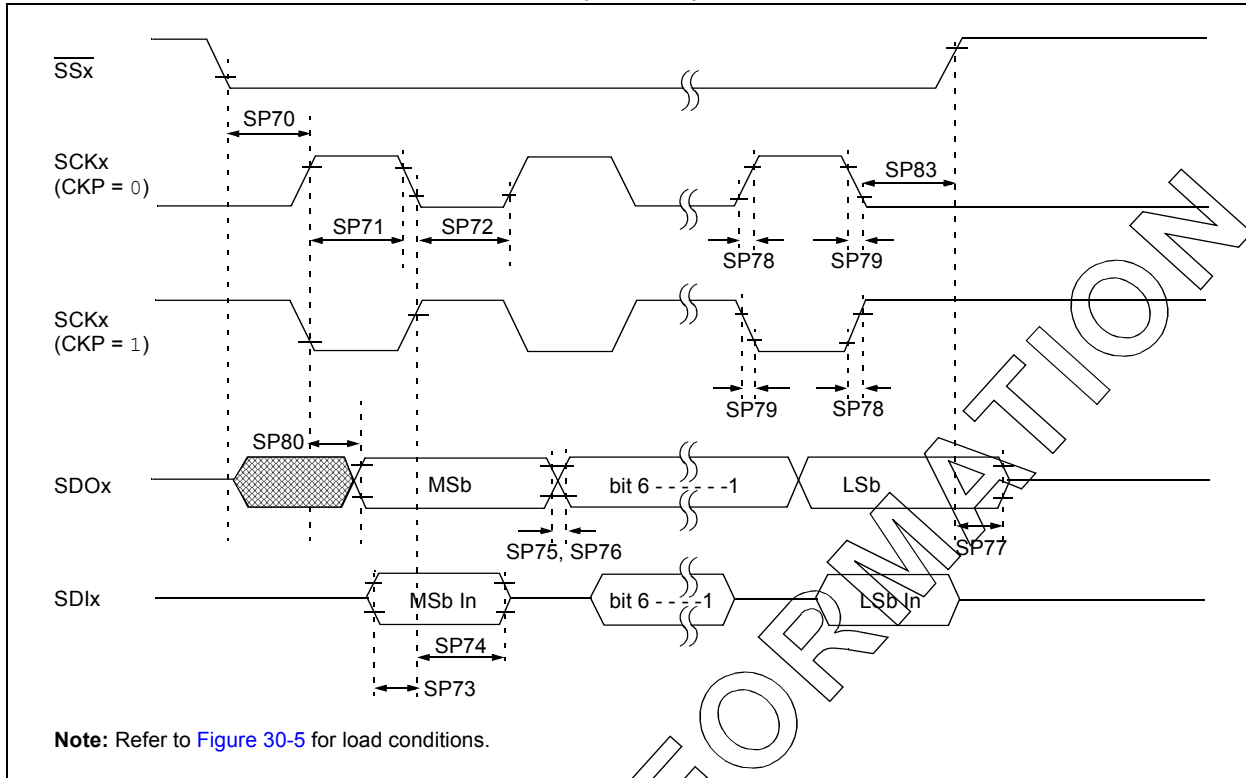 SSx
SP70
SCKx
(CKP = 0)
SP83
SP71
SP72
SP78
SP79
SCKx
(CKP = 1)
SP79
SP78
SP80
SDOx
MSb
bit 6 - - - - - -1
LSb
SP75, SP76
SP77
SDIx
MSb In
bit 6 - - - - -1
LSb In
SP74
SP73
Note: Refer to Figure 30-5 for load conditions.
FORMATION